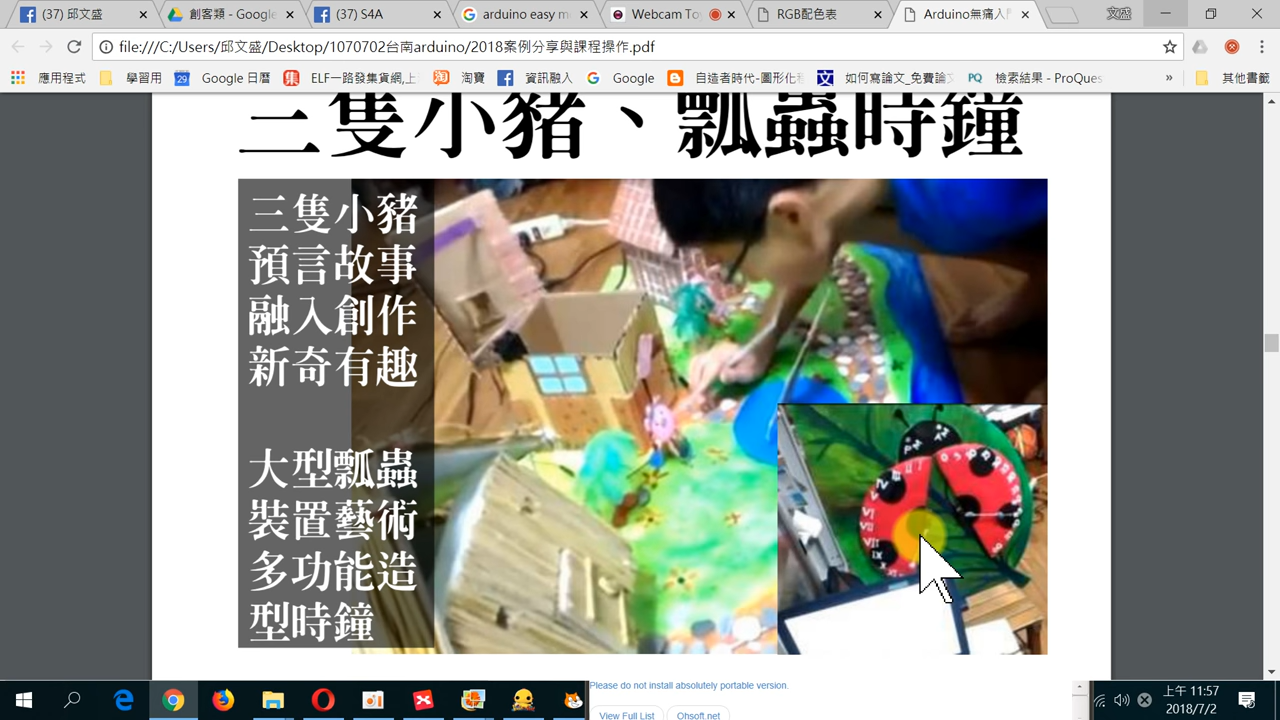 (37) 邱文盛
創客類 - Google
(37) S4A
arduino easy m
Webcam To
RGB配色表
Arduino無痛入
文盛
file:///C:/Users/邱文盛/Desktop/1070702台南arduino/2018案例分享與課程操作.pdf
應用程式
學習用
29
Google 日曆
集
ELF一路發集貨網,上
淘
淘寶
資訊融入
Google
自造者時代-圖形化
文
如何寫論文_免費論
PQ
檢索結果 - ProQues
»
其他書籤
三隻小豬、瓢蟲時鐘
三隻小豬
預言故事
融入創作
新奇有趣
大型瓢蟲
裝置藝術
多功能造
型時鐘
Please do not install absolutely portable version.
View Full List
Ohsoft.net
上午 11:57
2018/7/2